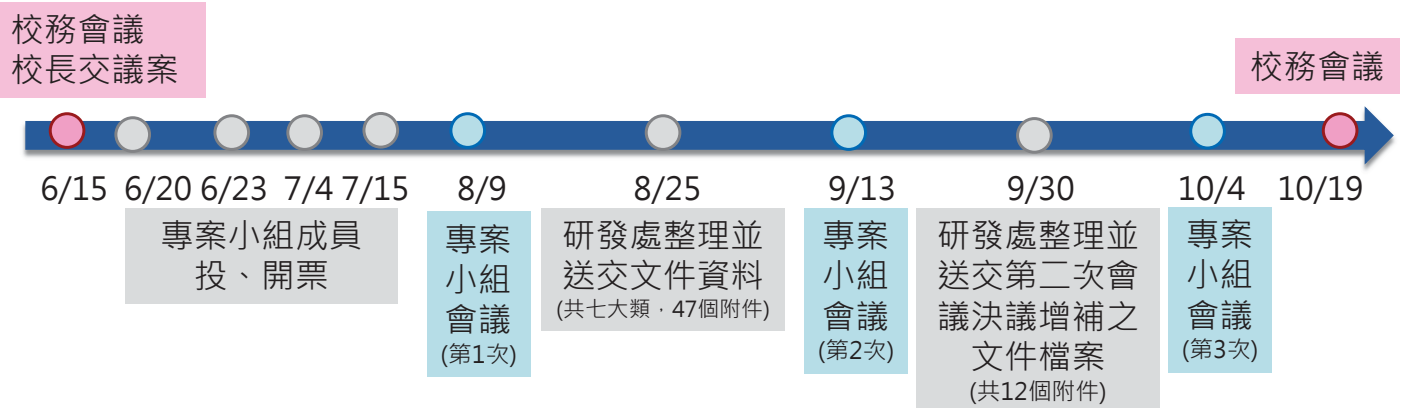 校務會議
校長交議案
校務會議
6/15 6/20 6/23 7/4 7/15 8/9 8/25 9/13 9/30 10/4 10/19
專案小組成員
投、開票
專案
小組
會議
(第1次)
研發處整理並
送交文件資料
(共七大類，47個附件)
專案
小組
會議
(第2次)
研發處整理並
送交第二次會
議決議增補之
文件檔案
(共12個附件)
專案
小組
會議
(第3次)